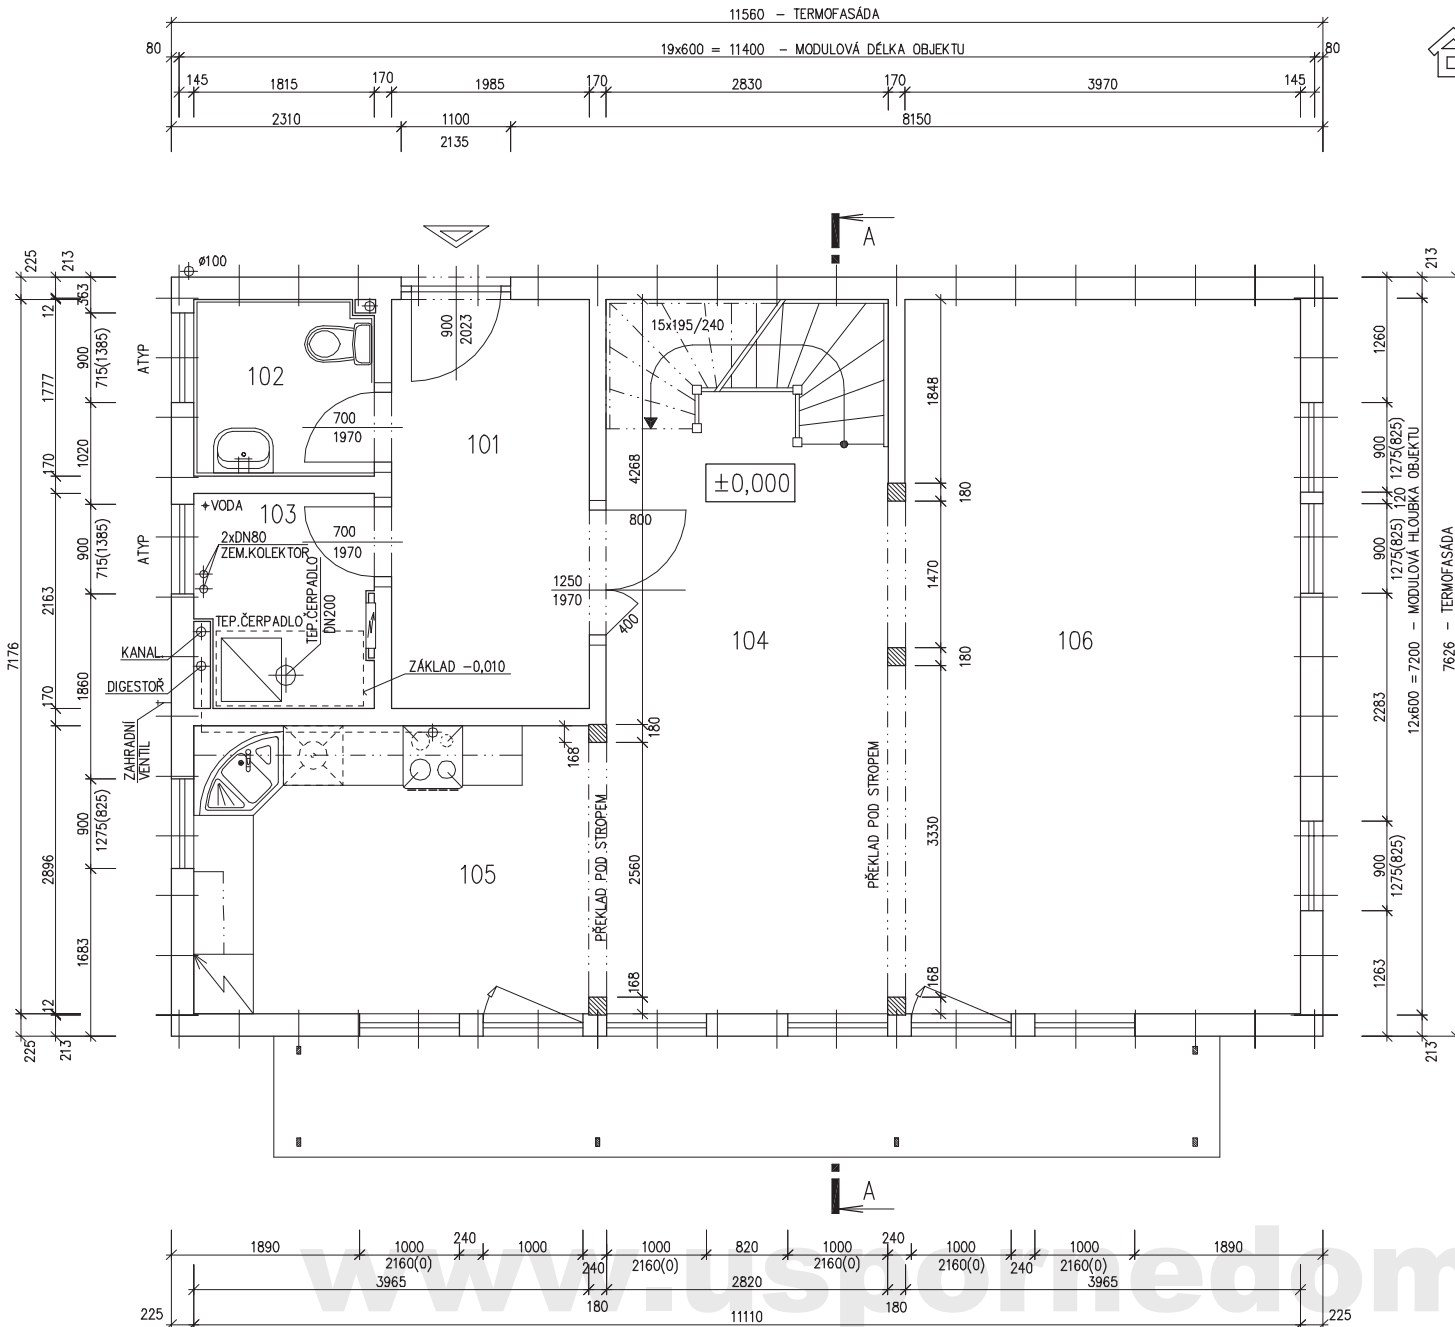 11560 – TERMOFASÁDA
80 19x600 = 11400 – MODULOVÁ DÉLKA OBJEKTU 80
145 1815 170 1985 170 2830 170 3970 145
2310 1100 8150
2135
A
ø100
225 213
213
12 363
900 715(1385)
1777
1020
170
900 715(1385)
2163
7176
1860
170
900 1275(825)
2896
1683
12
225 213
ATYP
ATYP
102
700
1970
900
2023
101
15x195/240
±0,000
4268
1848
180
VODA
103
2xDN80
ZEM.KOLEKTOR
700
1970
TEP.ČERPADLO
TEP.ČERPADLO
DN200
KANAL.
DIGESTOŘ
ZÁKLAD –0,010
ZAHRADNÍ
VENTIL
800
1250
1970
400
104
1470
180
106
180
168
PŘEKLAD POD STROPEM
PŘEKLAD POD STROPEM
2560
3330
105
168
168
1260
900 1275(825)
120
900 1275(825)
2283
900 1275(825)
1263
213
12x600 = 7200 – MODULOVÁ HLOUBKA OBJEKTU
7626 – TERMOFASÁDA
A
1890 1000 240 1000 1000 820 1000 240 1000 1000 1890
2160(0) 240 2160(0) 2160(0) 240 2160(0)
3965 2820 3965
180 180
225 11110 225
www.uspornedom